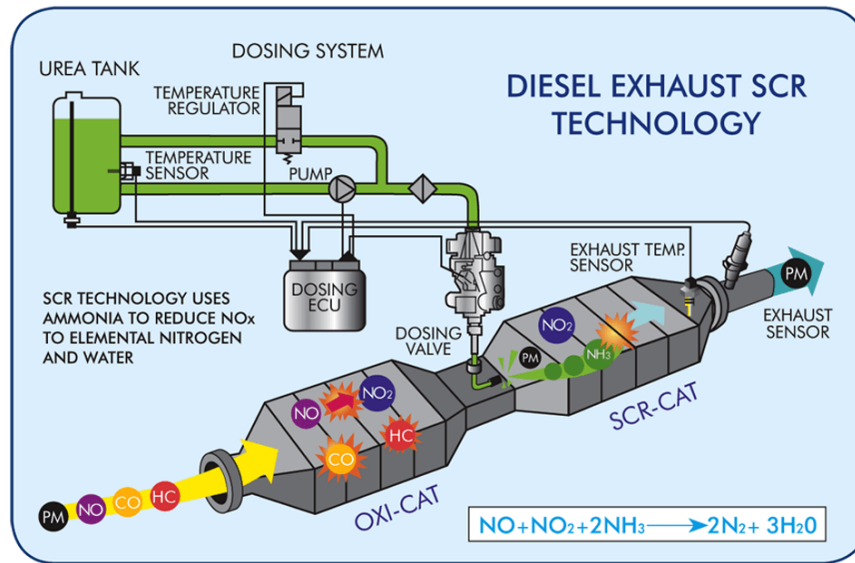 DOSING SYSTEM
UREA TANK
TEMPERATURE
REGULATOR
DIESEL EXHAUST SCR
TECHNOLOGY
TEMPERATURE
SENSOR
PUMP
EXHAUST TEMP.
SENSOR
DOSING
ECU
PM
EXHAUST
SENSOR
SCR TECHNOLOGY USES
AMMONIA TO REDUCE NOx
TO ELEMENTAL NITROGEN
AND WATER
DOSING
VALVE
NO2
PM
NH3
NO
NO2
HC
CO
SCR-CAT
OXI-CAT
PM
NO
CO
HC
NO+NO2+2NH3→2N2+ 3H20